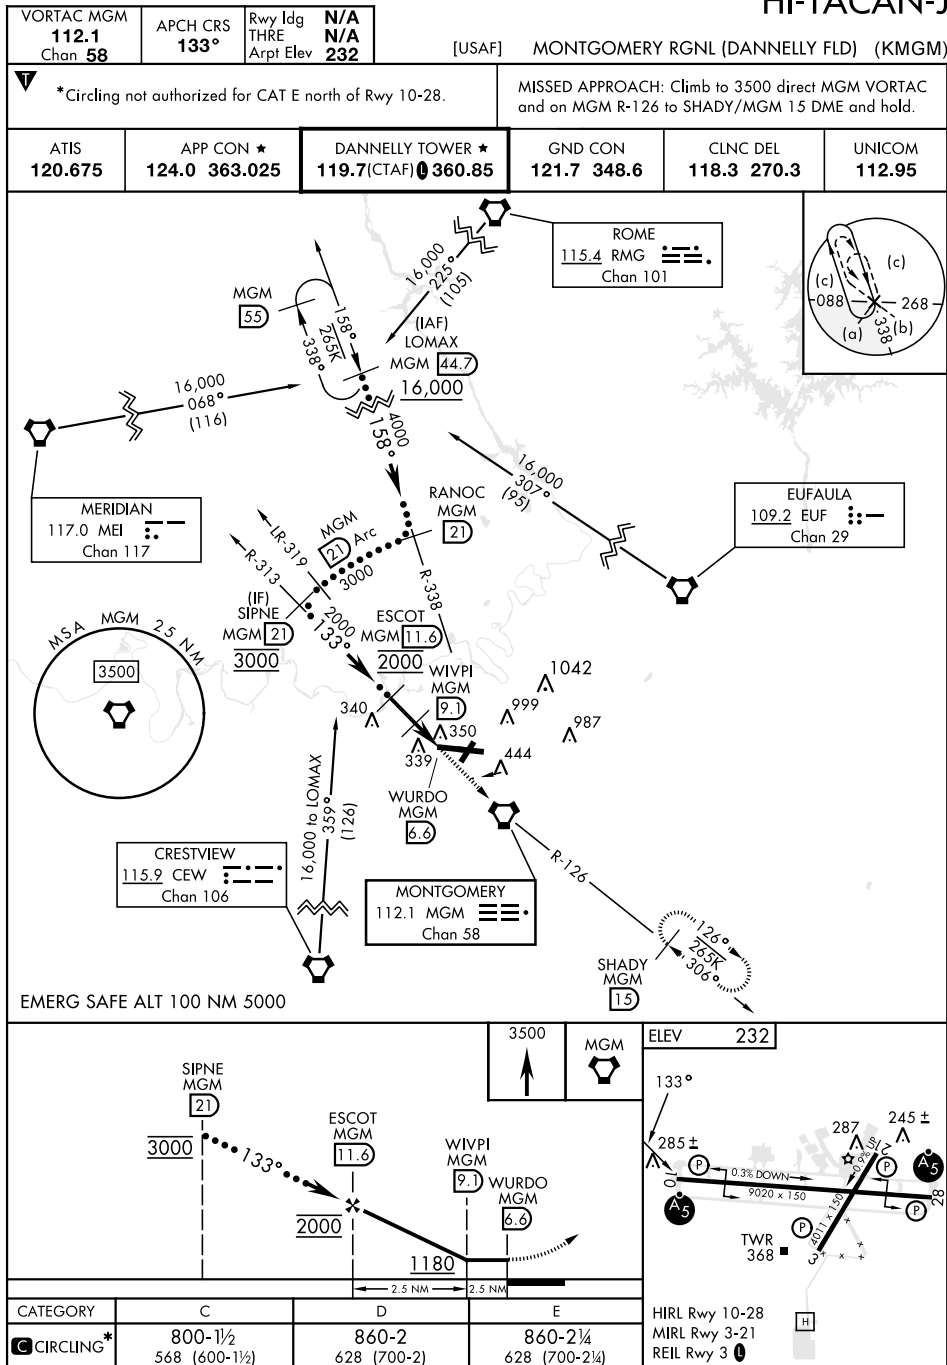 HI-TACAN-J
VORTAC MGM
112.1
Chan 58
APCH CRS
133°
Rwy ldg N/A
THRE N/A
Arpt Elev 232
[USAF] MONTGOMERY RGNL (DANNELLY FLD) (KMGM)
T
*Circling not authorized for CAT E north of Rwy 10-28.
MISSED APPROACH: Climb to 3500 direct MGM VORTAC
and on MGM R-126 to SHADY/MGM 15 DME and hold.
ATIS
120.675
APP CON ★
124.0 363.025
DANNELLY TOWER ★
119.7(CTAF) L 360.85
GND CON
121.7 348.6
CLNC DEL
118.3 270.3
UNICOM
112.95
ROME
115.4 RMG
Chan 101
16,000
225°
(105)
MGM
55
158°
265K
338°
(IAF)
LOMAX
MGM 44.7
16,000
(c)
(c)
088
268
(a)
(b)
338
16,000
068°
(116)
4000
158°
MERIDIAN
117.0 MEI
Chan 117
16,000
307°
(95)
RANOC
MGM
21
EUFAULA
109.2 EUF
Chan 29
MGM
21 Arc
3000
LR-319
R-313
R-338
(IF)
SIPNE
MGM 21
3000
2000
133°
ESCOT
MGM 11.6
2000
MSA MGM 25 NM
3500
WIVPI
MGM
9.1
1042
999
987
340
350
339
444
WURDO
MGM
6.6
16,000 to LOMAX
359°
(126)
CRESTVIEW
115.9 CEW
Chan 106
MONTGOMERY
112.1 MGM
Chan 58
R-126
126°
265K
306°
SHADY
MGM
15
EMERG SAFE ALT 100 NM 5000
3500
MGM
ELEV 232
SIPNE
MGM
21
3000
133°
ESCOT
MGM
11.6
2000
WIVPI
MGM
9.1
WURDO
MGM
6.6
1180
2.5 NM
2.5 NM
133°
285 ±
287
245 ±
P
P
P
P
0.3% DOWN
0.9% UP
9020 x 150
4011 x 150
10
28
21
3
A5
A5
TWR
368
H
HIRL Rwy 10-28
MIRL Rwy 3-21
REIL Rwy 3 L
CATEGORY C D E
C CIRCLING* 800-1½ 860-2 860-2¼
568 (600-1½) 628 (700-2) 628 (700-2¼)